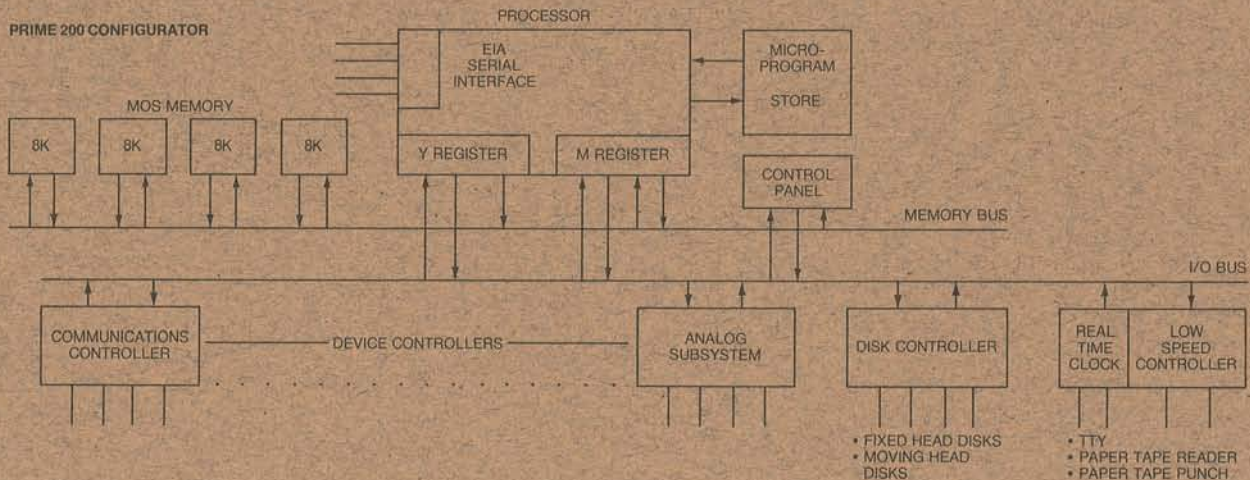 PROCESSOR
PRIME 200 CONFIGURATOR
EIA
SERIAL
INTERFACE
MICRO-
PROGRAM
STORE
MOS MEMORY
8K
8K
8K
8K
Y REGISTER
M REGISTER
CONTROL
PANEL
MEMORY BUS
I/O BUS
COMMUNICATIONS
CONTROLLER
DEVICE CONTROLLERS
ANALOG
SUBSYSTEM
DISK CONTROLLER
REAL
TIME
CLOCK
LOW
SPEED
CONTROLLER
• FIXED HEAD DISKS
• MOVING HEAD
DISKS
• TTY
• PAPER TAPE READER
• PAPER TAPE PUNCH